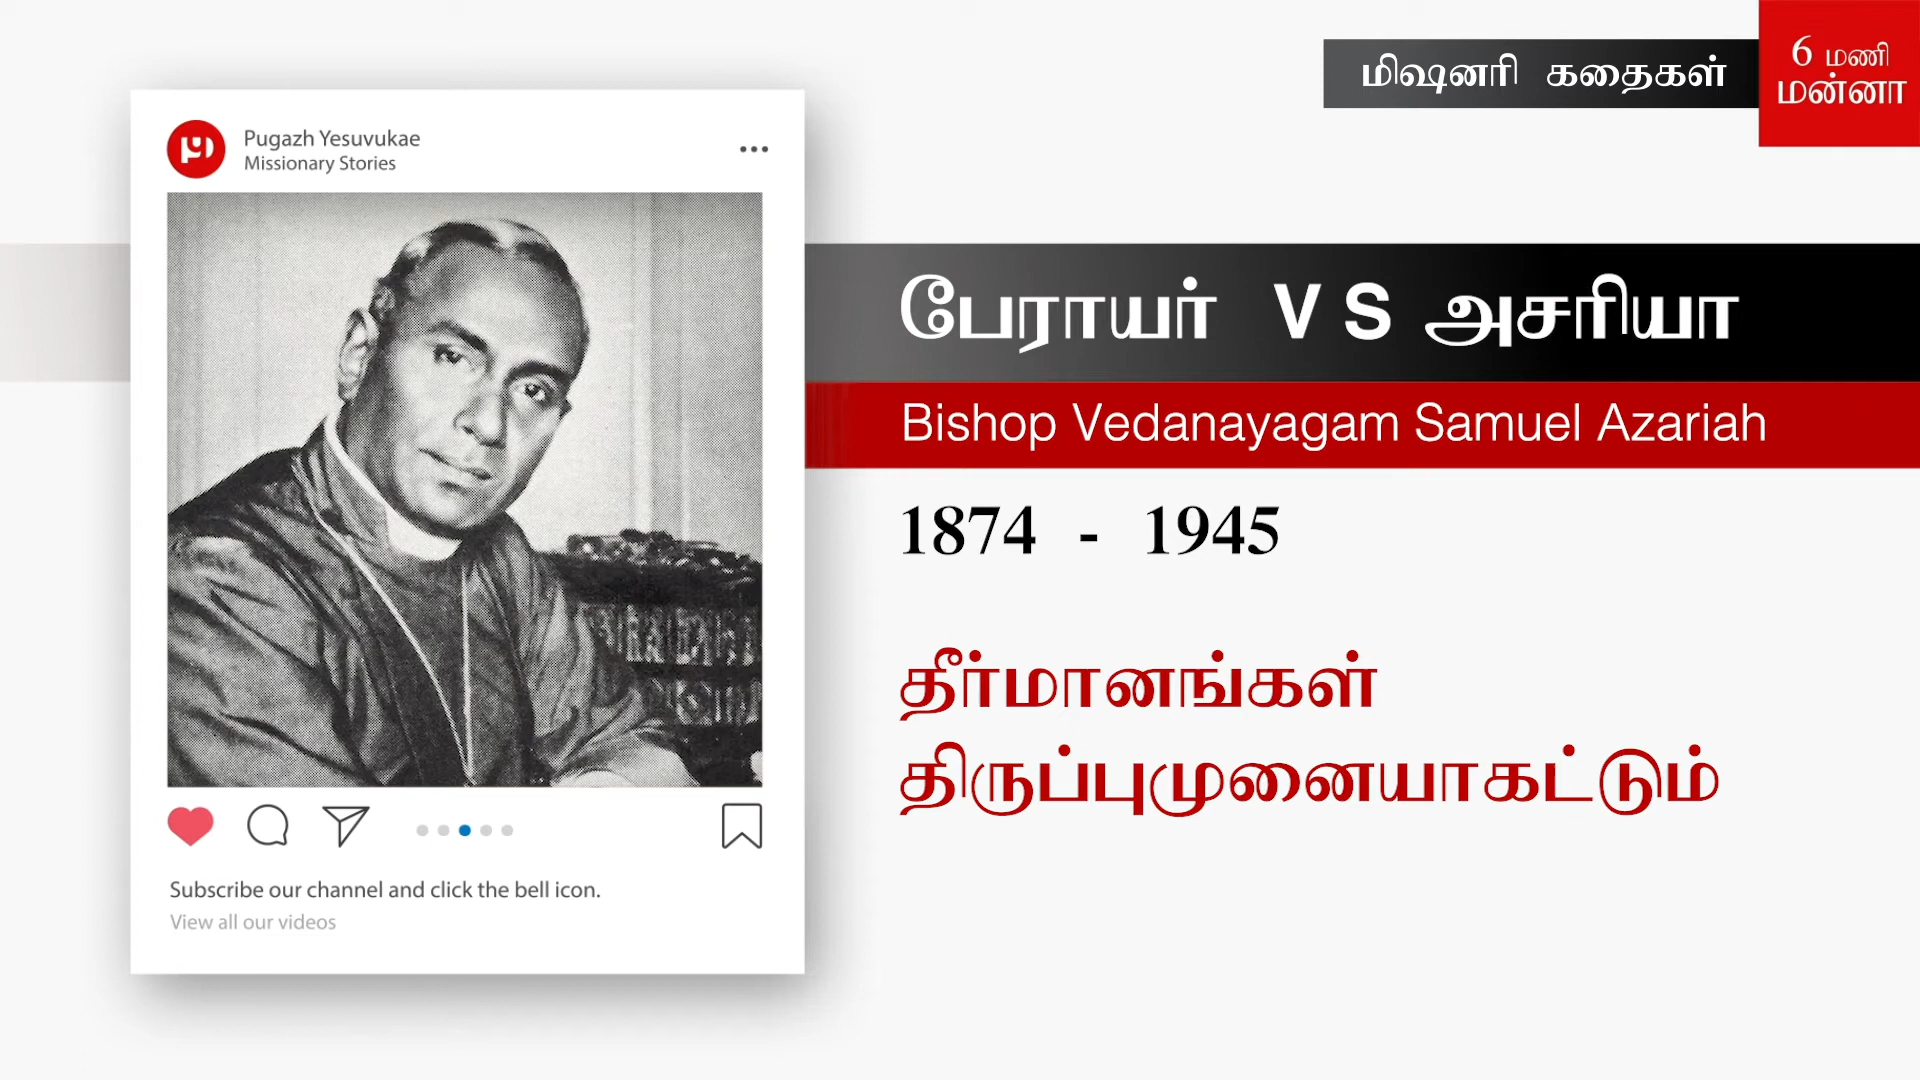 மிஷனரி கதைகள்
6 மணி
மன்னா
பு
Pugazh Yesuvukae
Missionary Stories
பேராயர் V S அசரியா
Bishop Vedanayagam Samuel Azariah
1874 - 1945
தீர்மானங்கள்
திருப்புமுனையாகட்டும்
Subscribe our channel and click the bell icon.
View all our videos